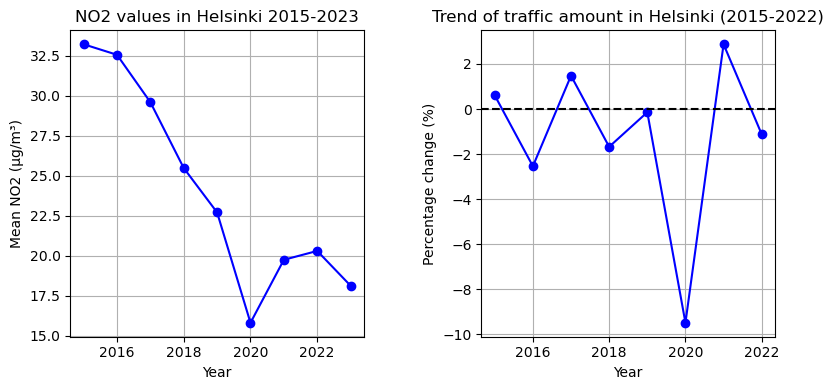 NO2 values in Helsinki 2015-2023
Mean NO2 (µg/m³)
32.5
30.0
27.5
25.0
22.5
20.0
17.5
15.0
2016 2018 2020 2022
Year
Trend of traffic amount in Helsinki (2015-2022)
Percentage change (%)
2
0
−2
−4
−6
−8
−10
2016 2018 2020 2022
Year